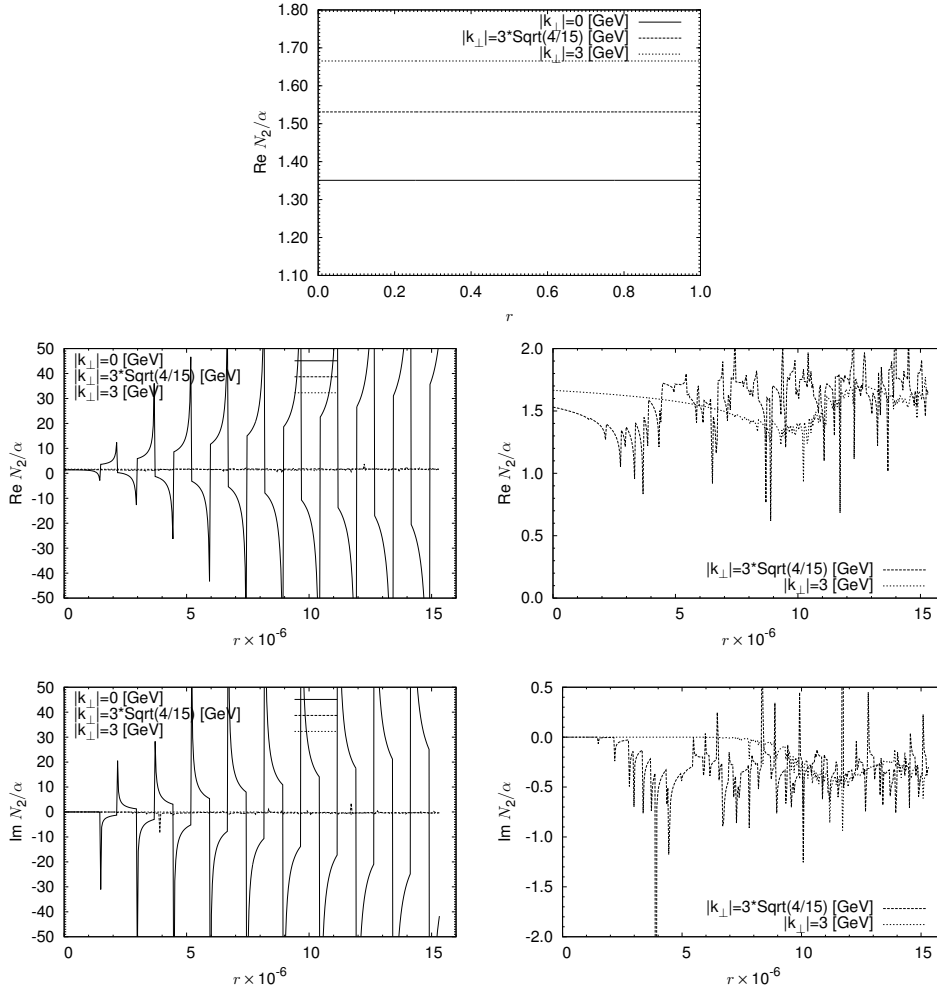 1.80
1.70
1.60
1.50
1.40
1.30
1.20
1.10
Re N₂/α
|k⊥|=0 [GeV]
|k⊥|=3*Sqrt(4/15) [GeV]
|k⊥|=3 [GeV]
0.0 0.2 0.4 0.6 0.8 1.0
r
50
40
30
20
10
0
-10
-20
-30
-40
-50
Re N₂/α
|k⊥|=0 [GeV]
|k⊥|=3*Sqrt(4/15) [GeV]
|k⊥|=3 [GeV]
0 5 10 15
r × 10⁻⁶
2.0
1.5
1.0
0.5
0.0
Re N₂/α
|k⊥|=3*Sqrt(4/15) [GeV]
|k⊥|=3 [GeV]
0 5 10 15
r × 10⁻⁶
50
40
30
20
10
0
-10
-20
-30
-40
-50
Im N₂/α
|k⊥|=0 [GeV]
|k⊥|=3*Sqrt(4/15) [GeV]
|k⊥|=3 [GeV]
0 5 10 15
r × 10⁻⁶
0.5
0.0
-0.5
-1.0
-1.5
-2.0
Im N₂/α
|k⊥|=3*Sqrt(4/15) [GeV]
|k⊥|=3 [GeV]
0 5 10 15
r × 10⁻⁶